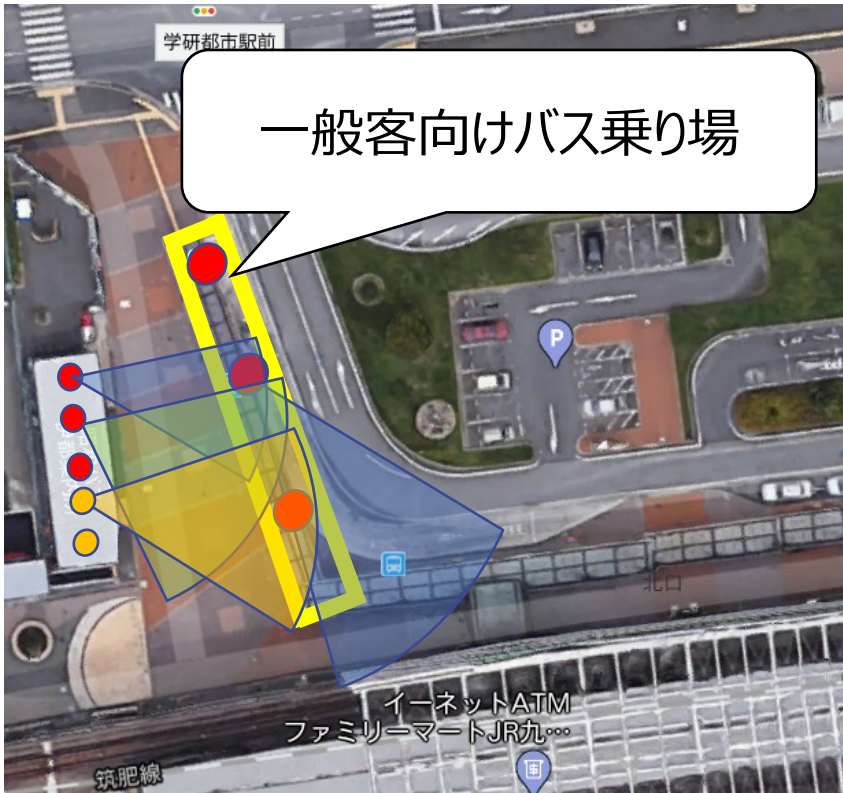 学研都市駅前
一般客向けバス乗り場
P
北口
イーネットATM
ファミリーマートJR九…
筑肥線